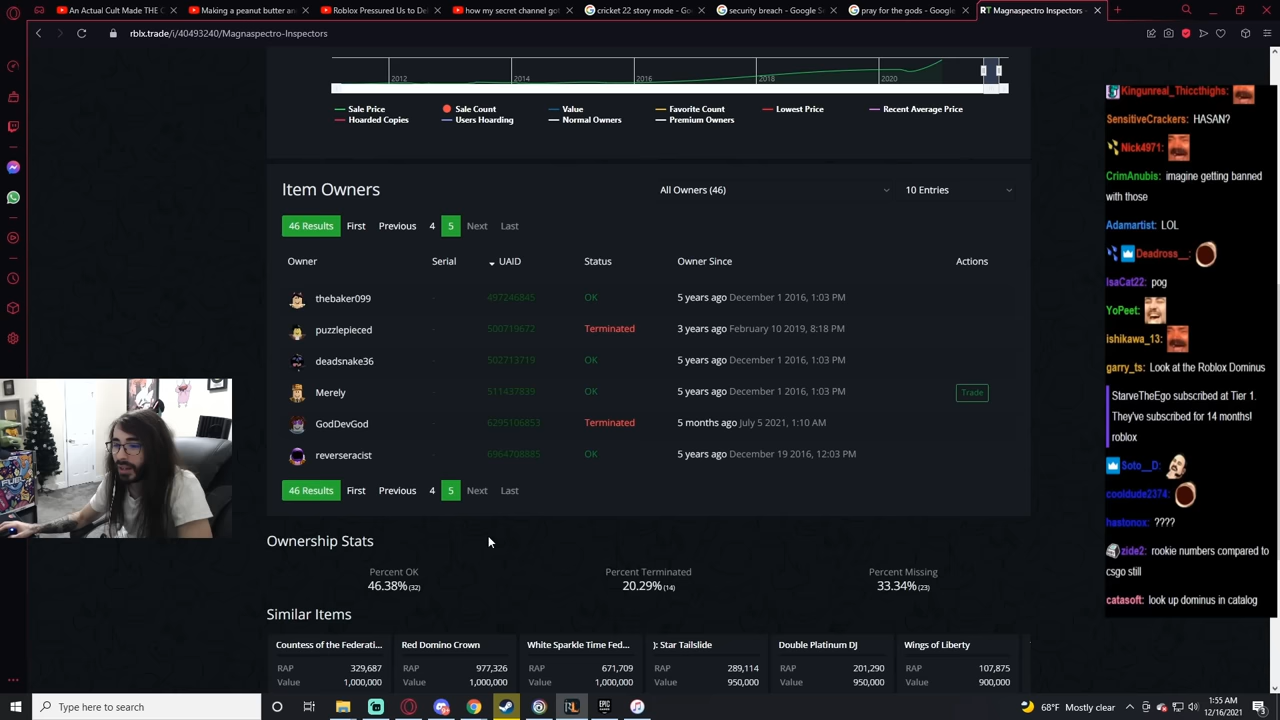 An Actual Cult Made THE C
Making a peanut butter and
Roblox Pressured Us to De
how my secret channel got
cricket 22 story mode - Go
security breach - Google Se
pray for the gods - Google
RT Magnaspectro Inspectors
rblx.trade/i/40493240/Magnaspectro-Inspectors
2012 2014 2016 2018 2020
Sale Price Sale Count Value Favorite Count Lowest Price Recent Average Price
Hoarded Copies Users Hoarding Normal Owners Premium Owners
Item Owners All Owners (46) 10 Entries
46 Results First Previous 4 5 Next Last
Owner Serial UAID Status Owner Since Actions
thebaker099 - 497246845 OK 5 years ago December 1 2016, 1:03 PM
puzzlepieced - 500719672 Terminated 3 years ago February 10 2019, 8:18 PM
deadsnake36 - 502713719 OK 5 years ago December 1 2016, 1:03 PM
Merely - 511437839 OK 5 years ago December 1 2016, 1:03 PM Trade
GodDevGod - 6295106853 Terminated 5 months ago July 5 2021, 1:10 AM
reverseracist - 6964708885 OK 5 years ago December 19 2016, 12:03 PM
46 Results First Previous 4 5 Next Last
Ownership Stats
Percent OK Percent Terminated Percent Missing
46.38% (32) 20.29% (14) 33.34% (23)
Similar Items
Countess of the Federati... Red Domino Crown White Sparkle Time Fed... ): Star Tailslide Double Platinum DJ Wings of Liberty
RAP 329,687 RAP 977,326 RAP 671,709 RAP 289,114 RAP 201,290 RAP 107,875
Value 1,000,000 Value 1,000,000 Value 1,000,000 Value 950,000 Value 950,000 Value 900,000
Kingunreal_Thiccthighs:
SensitiveCrackers: HASAN?
Nick4971:
CrimAnubis: imagine getting banned
with those
Adamartist: LOL
Deadross__:
IsaCat22: pog
YoPeet:
ishikawa_13:
garry_ts: Look at the Roblox Dominus
StarveTheEgo subscribed at Tier 1.
They've subscribed for 14 months!
roblox
Soto__D:
cooldude2374:
hastonox: ????
zide2: rookie numbers compared to
csgo still
catasoft: look up dominus in catalog
Type here to search
68°F Mostly clear
1:55 AM
12/16/2021